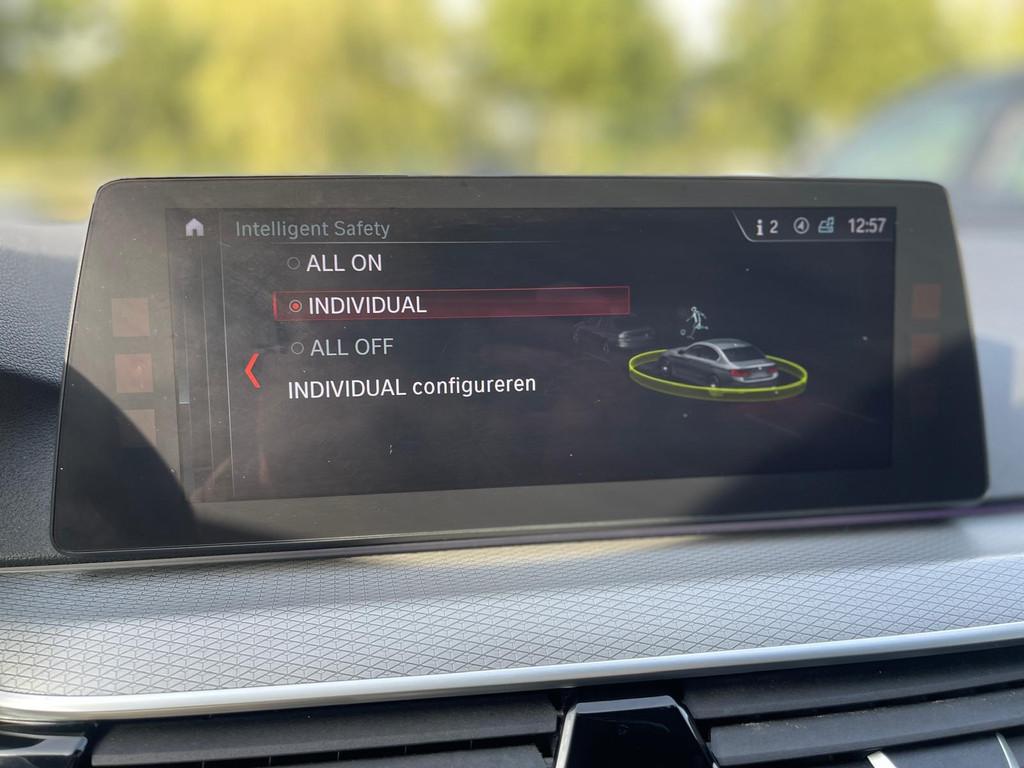 Intelligent Safety
i 2 12:57
ALL ON
INDIVIDUAL
ALL OFF
INDIVIDUAL configureren